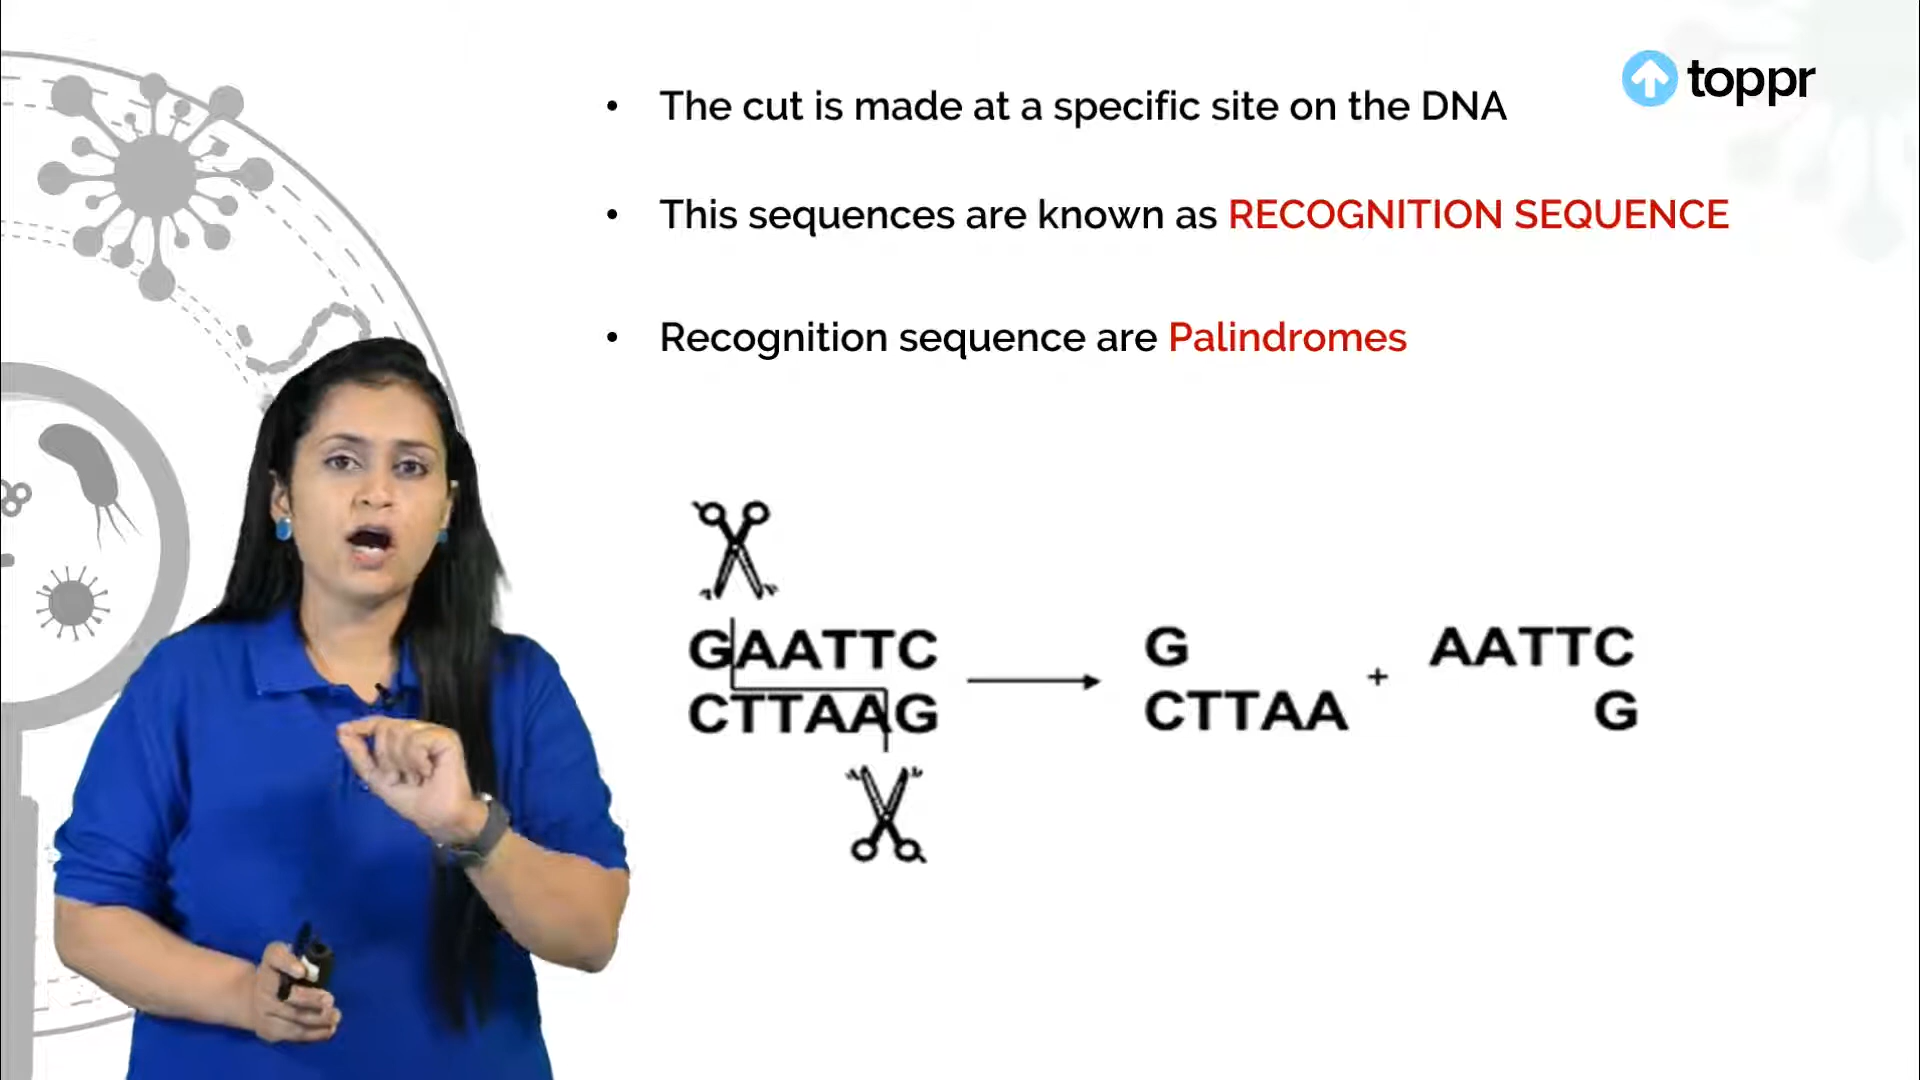 toppr
• The cut is made at a specific site on the DNA
• This sequences are known as RECOGNITION SEQUENCE
• Recognition sequence are Palindromes
GAATTC
CTTAAG
G
CTTAA
+
AATTC
G